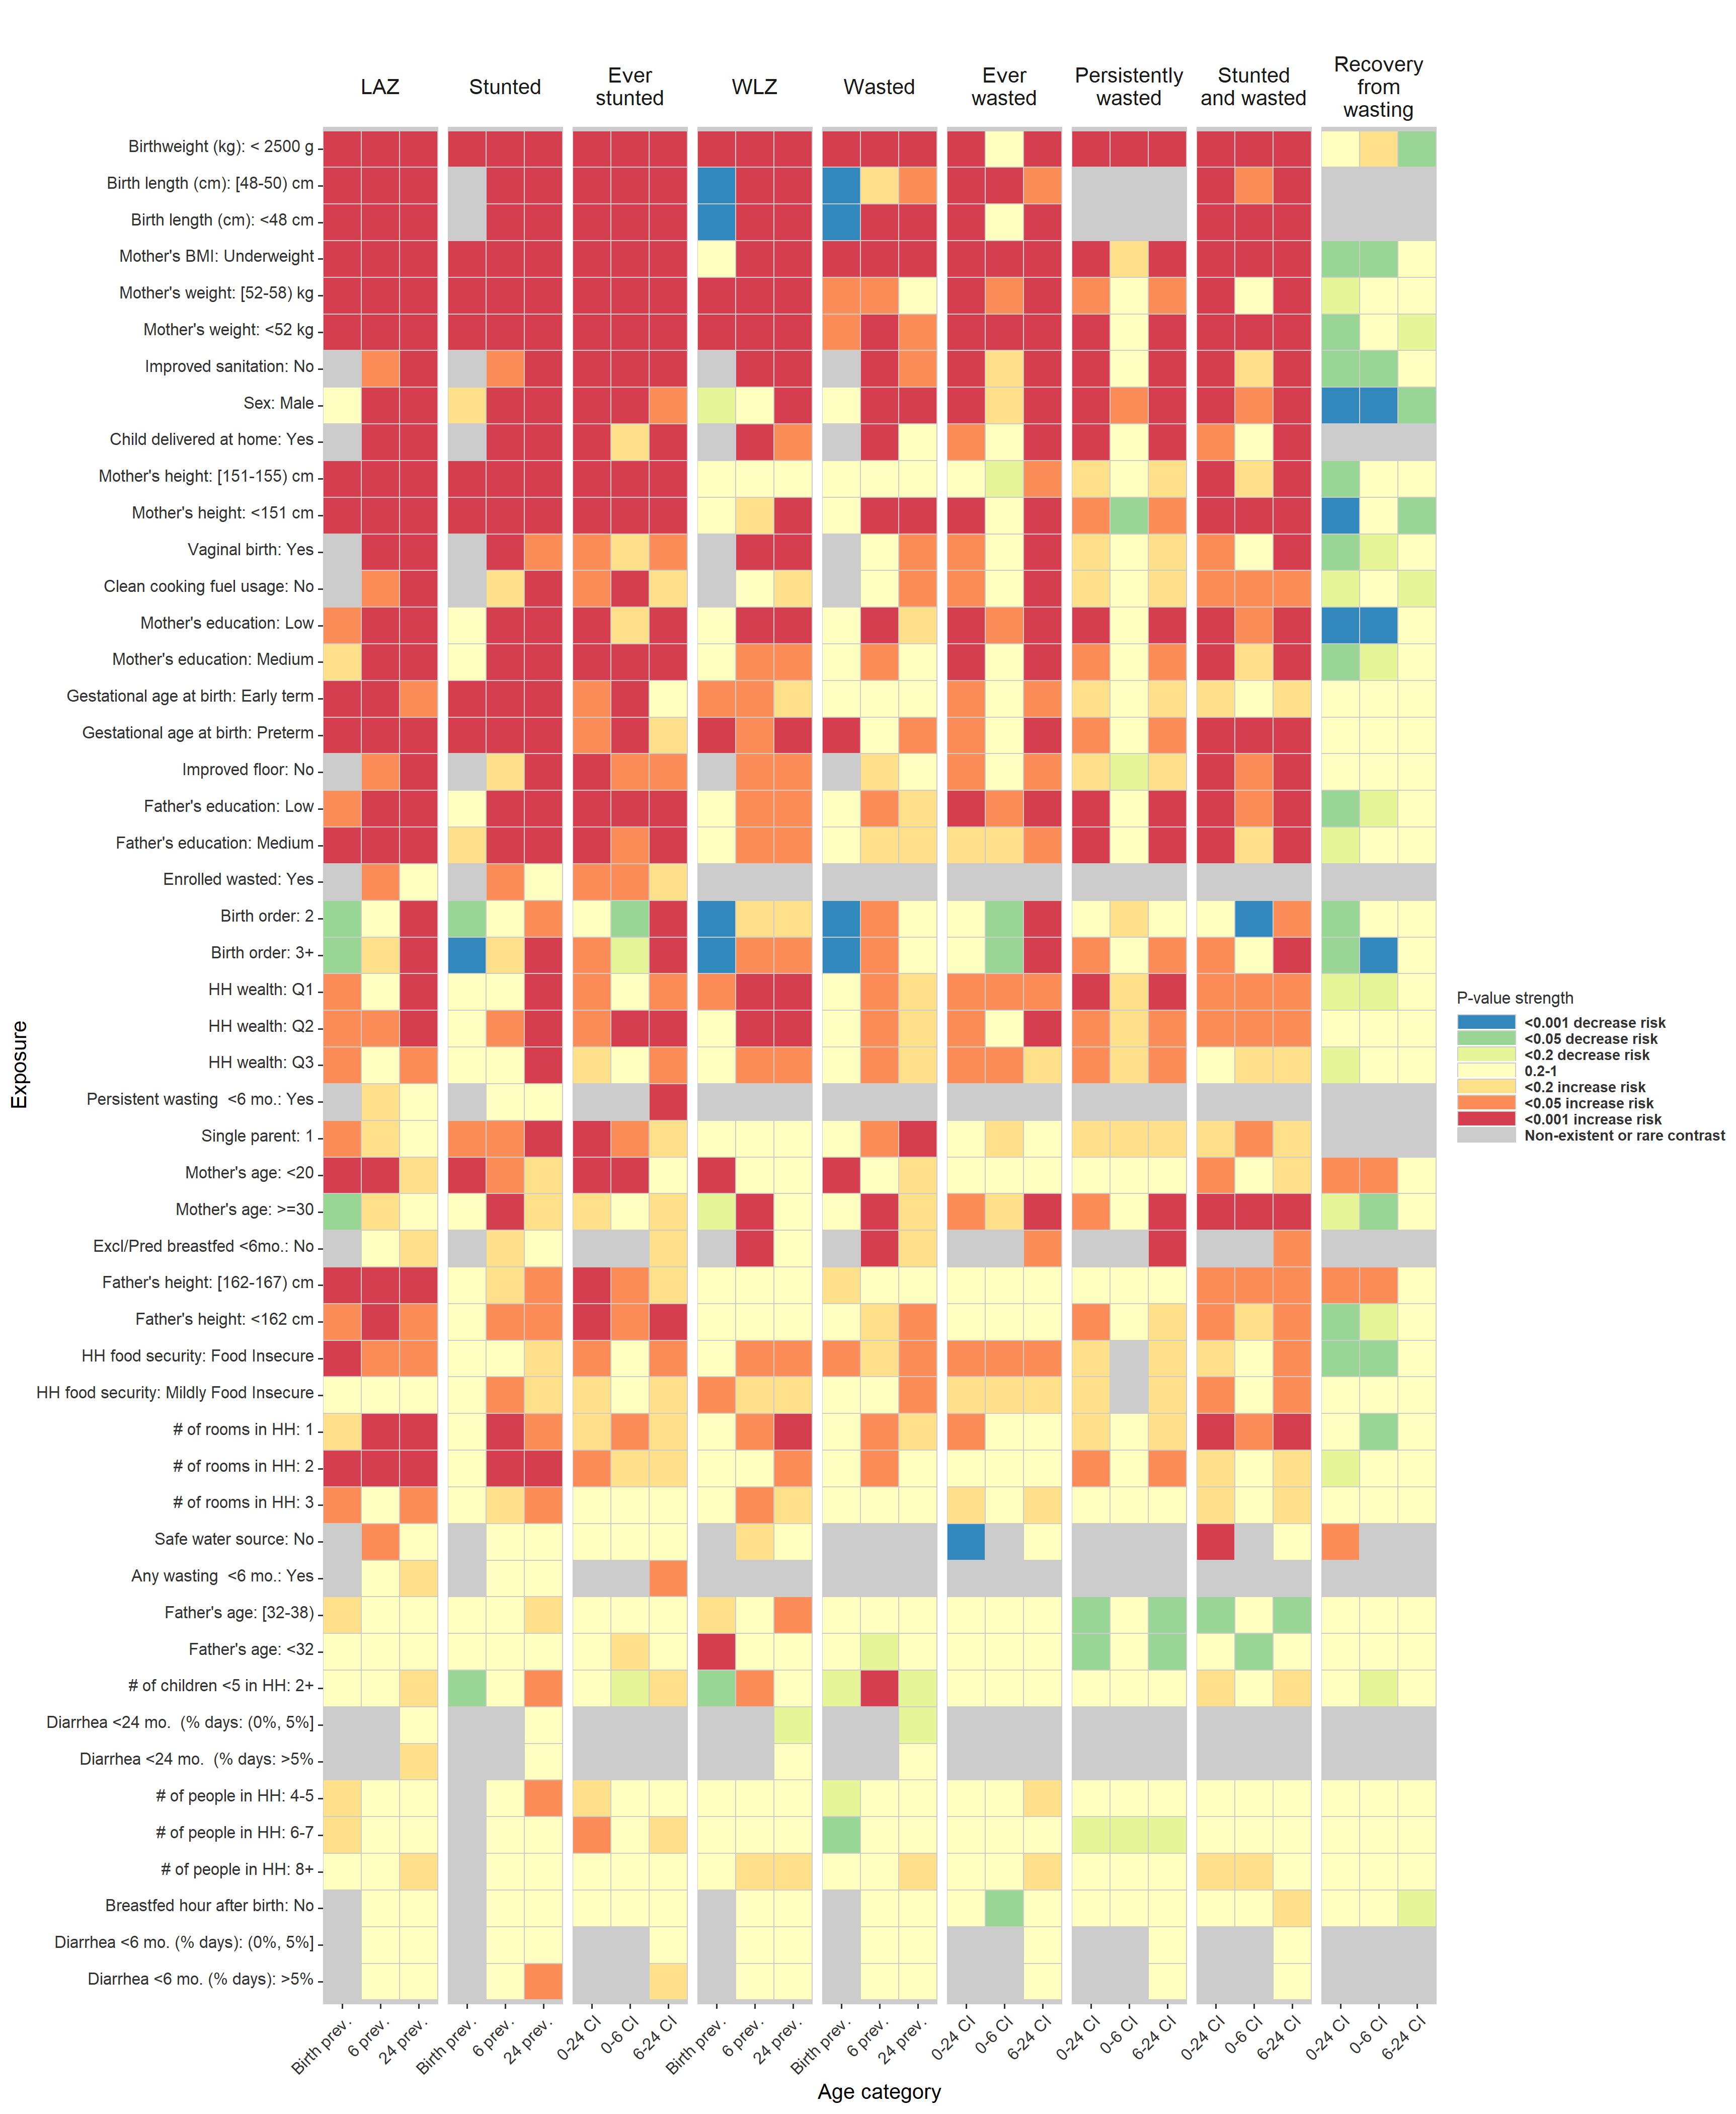 LAZ
Stunted
Ever
stunted
WLZ
Wasted
Ever
wasted
Persistently
wasted
Stunted
and wasted
Recovery
from
wasting
Exposure
Birthweight (kg): < 2500 g
Birth length (cm): [48-50) cm
Birth length (cm): <48 cm
Mother's BMI: Underweight
Mother's weight: [52-58) kg
Mother's weight: <52 kg
Improved sanitation: No
Sex: Male
Child delivered at home: Yes
Mother's height: [151-155) cm
Mother's height: <151 cm
Vaginal birth: Yes
Clean cooking fuel usage: No
Mother's education: Low
Mother's education: Medium
Gestational age at birth: Early term
Gestational age at birth: Preterm
Improved floor: No
Father's education: Low
Father's education: Medium
Enrolled wasted: Yes
Birth order: 2
Birth order: 3+
HH wealth: Q1
HH wealth: Q2
HH wealth: Q3
Persistent wasting <6 mo.: Yes
Single parent: 1
Mother's age: <20
Mother's age: >=30
Excl/Pred breastfed <6mo.: No
Father's height: [162-167) cm
Father's height: <162 cm
HH food security: Food Insecure
HH food security: Mildly Food Insecure
# of rooms in HH: 1
# of rooms in HH: 2
# of rooms in HH: 3
Safe water source: No
Any wasting <6 mo.: Yes
Father's age: [32-38)
Father's age: <32
# of children <5 in HH: 2+
Diarrhea <24 mo. (% days: (0%, 5%]
Diarrhea <24 mo. (% days: >5%
# of people in HH: 4-5
# of people in HH: 6-7
# of people in HH: 8+
Breastfed hour after birth: No
Diarrhea <6 mo. (% days): (0%, 5%]
Diarrhea <6 mo. (% days): >5%
Birth prev.
6 prev.
24 prev.
Birth prev.
6 prev.
24 prev.
0-24 CI
0-6 CI
6-24 CI
Birth prev.
6 prev.
24 prev.
Birth prev.
6 prev.
24 prev.
0-24 CI
0-6 CI
6-24 CI
0-24 CI
0-6 CI
6-24 CI
0-24 CI
0-6 CI
6-24 CI
0-24 CI
0-6 CI
6-24 CI
Age category
P-value strength
<0.001 decrease risk
<0.05 decrease risk
<0.2 decrease risk
0.2-1
<0.2 increase risk
<0.05 increase risk
<0.001 increase risk
Non-existent or rare contrast